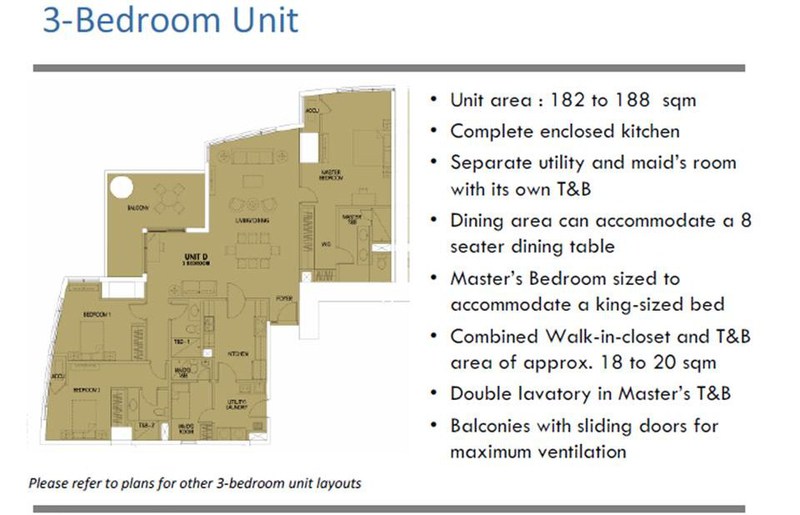 3-Bedroom Unit
ACCU
MASTER
BEDROOM
BALCONY
LIVING/DINING
MASTER
T&B
WIC
UNIT D
3 BEDROOM
FOYER
BEDROOM 1
T&B - 1
KITCHEN
ACCU
MAID'S
T&B
BEDROOM 2
UTILITY/
LAUNDRY
T&B - 2
MAID'S
ROOM
• Unit area : 182 to 188 sqm
• Complete enclosed kitchen
• Separate utility and maid's room
with its own T&B
• Dining area can accommodate a 8
seater dining table
• Master's Bedroom sized to
accommodate a king-sized bed
• Combined Walk-in-closet and T&B
area of approx. 18 to 20 sqm
• Double lavatory in Master's T&B
• Balconies with sliding doors for
maximum ventilation
Please refer to plans for other 3-bedroom unit layouts